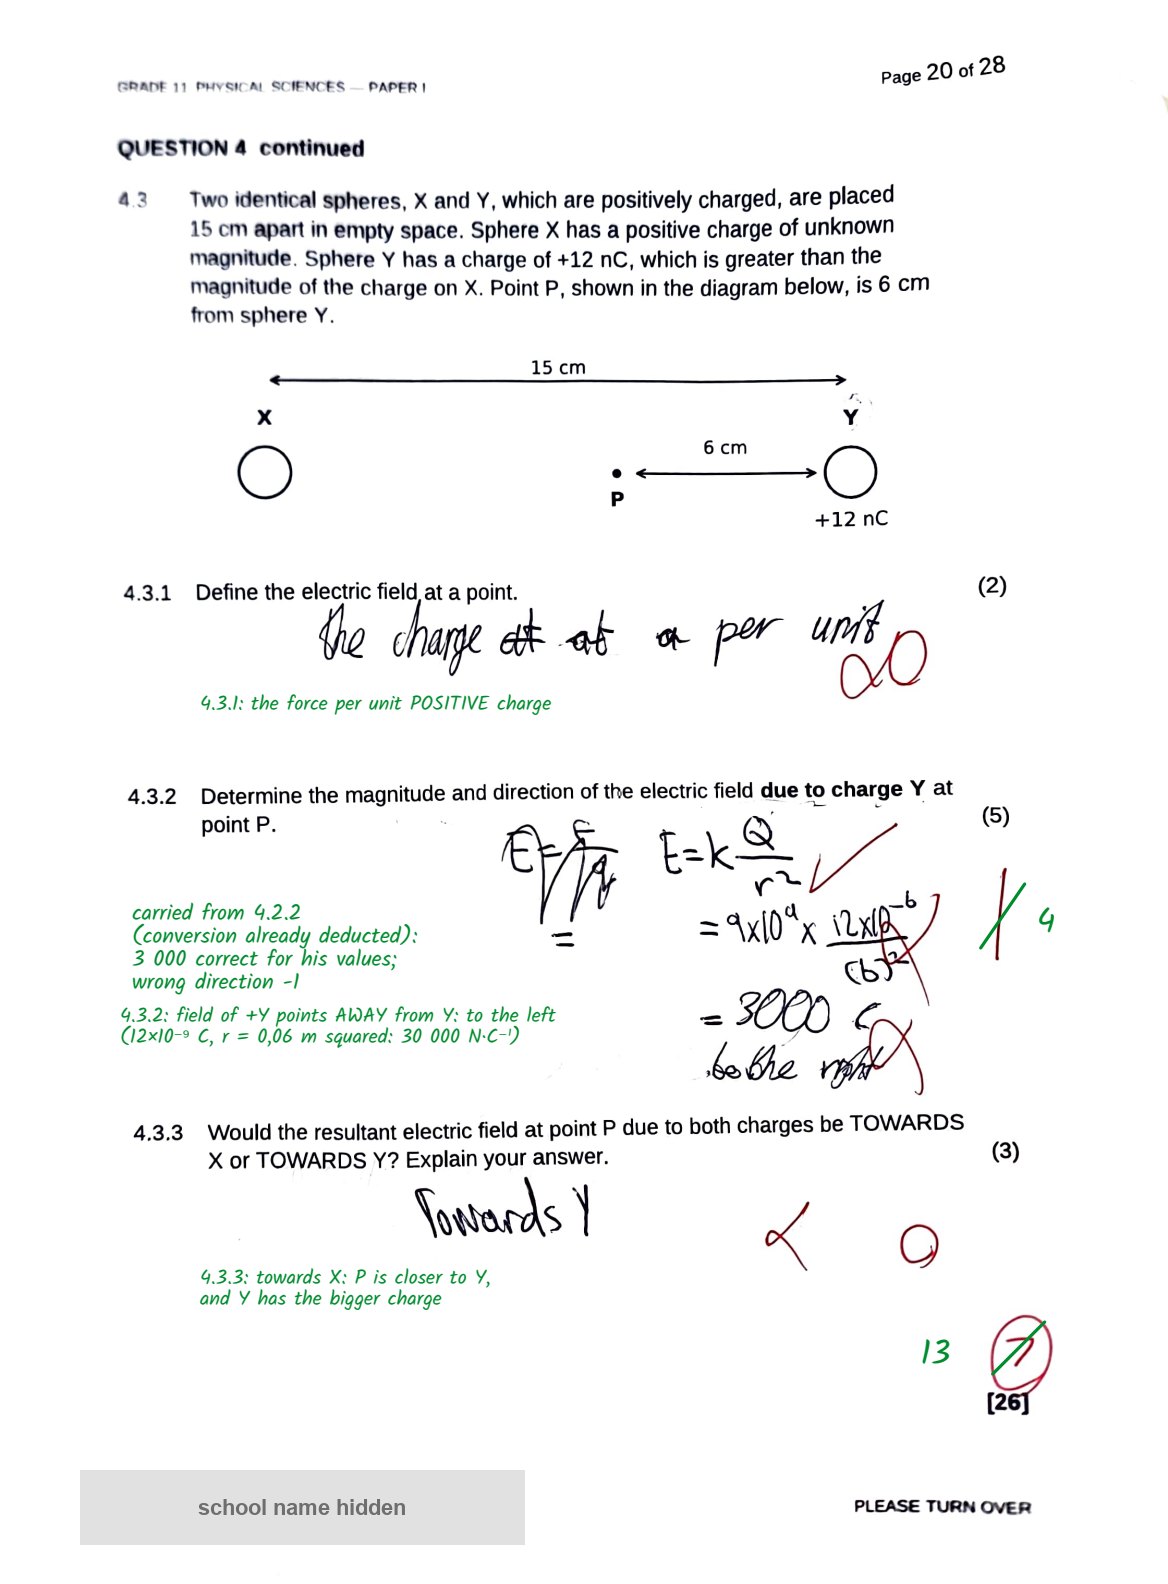 GRADE 11 PHYSICAL SCIENCES — PAPER I
Page 20 of 28
QUESTION 4 continued
4.3 Two identical spheres, X and Y, which are positively charged, are placed
15 cm apart in empty space. Sphere X has a positive charge of unknown
magnitude. Sphere Y has a charge of +12 nC, which is greater than the
magnitude of the charge on X. Point P, shown in the diagram below, is 6 cm
from sphere Y.
15 cm
X Y
6 cm
P
+12 nC
4.3.1 Define the electric field at a point. (2)
the charge at at a per unit
0
4.3.1: the force per unit POSITIVE charge
4.3.2 Determine the magnitude and direction of the electric field due to charge Y at
point P. (5)
E = F/q E = k Q/r²
= = 9x10⁹ x 12x10⁻⁶/(6)²
4
carried from 4.2.2
(conversion already deducted):
3 000 correct for his values;
wrong direction -1
= 3000 C
4.3.2: field of +Y points AWAY from Y: to the left
(12×10⁻⁹ C, r = 0,06 m squared: 30 000 N·C⁻¹)
to the right
4.3.3 Would the resultant electric field at point P due to both charges be TOWARDS
X or TOWARDS Y? Explain your answer. (3)
Towards Y
0
4.3.3: towards X: P is closer to Y,
and Y has the bigger charge
13 7
[26]
school name hidden
PLEASE TURN OVER